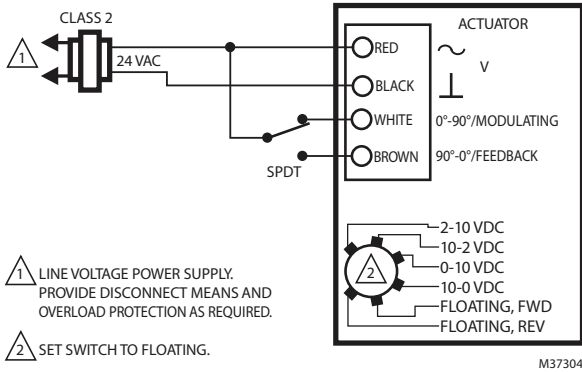 CLASS 2
1
24 VAC
ACTUATOR
RED
V
BLACK
WHITE
0°-90°/MODULATING
BROWN
90°-0°/FEEDBACK
SPDT
2-10 VDC
10-2 VDC
0-10 VDC
10-0 VDC
FLOATING, FWD
FLOATING, REV
2
1 LINE VOLTAGE POWER SUPPLY.
PROVIDE DISCONNECT MEANS AND
OVERLOAD PROTECTION AS REQUIRED.
2 SET SWITCH TO FLOATING.
M37304